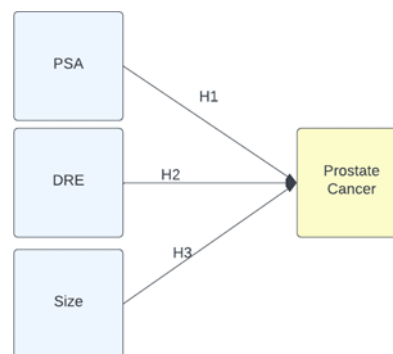 PSA
H1
DRE
H2
Prostate
Cancer
H3
Size